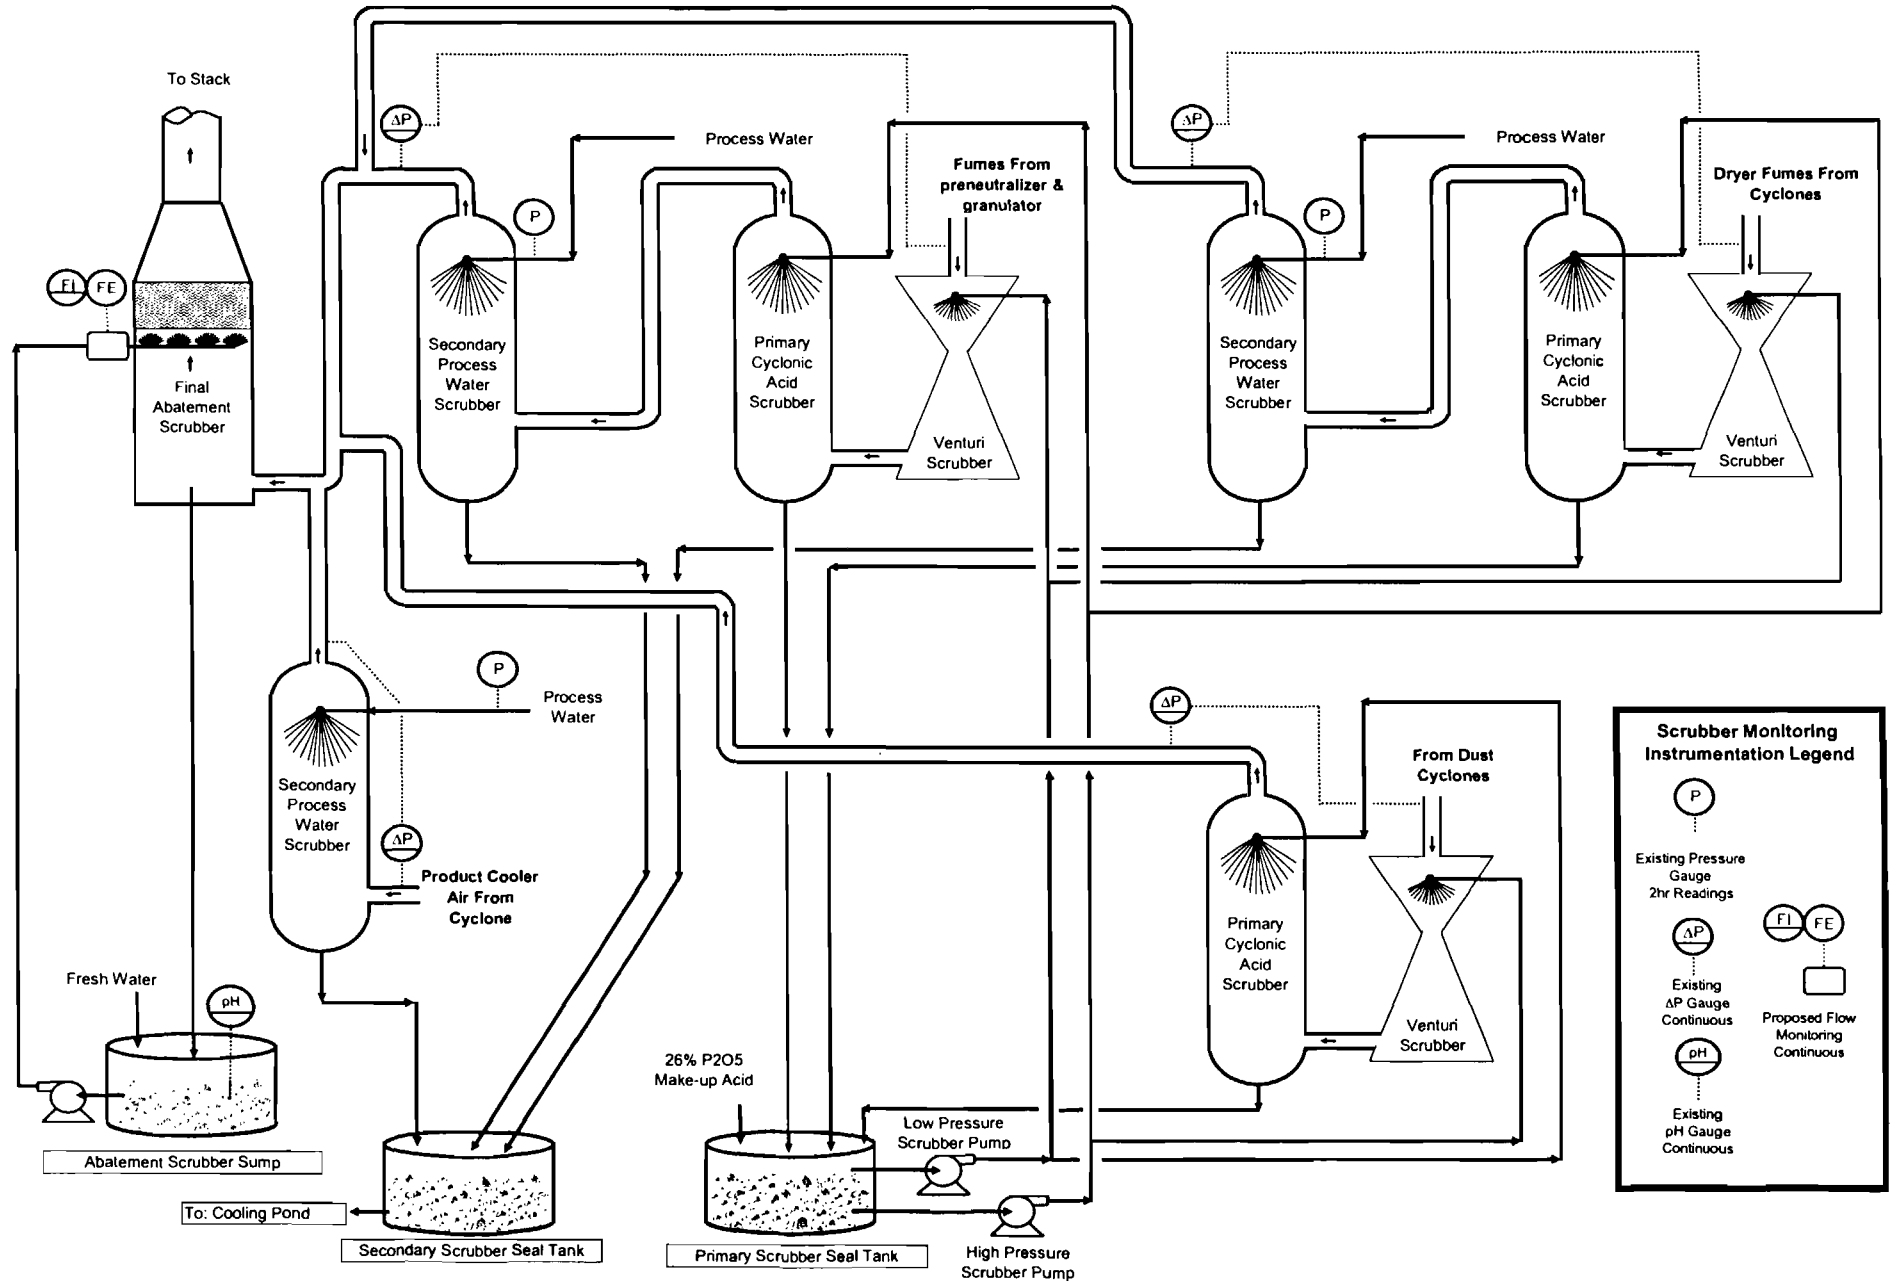 To Stack
ΔP
Process Water
P
Fumes From
preneutralizer &
granulator
ΔP
Process Water
P
Dryer Fumes From
Cyclones
FI
FE
Final
Abatement
Scrubber
Secondary
Process
Water
Scrubber
Primary
Cyclonic
Acid
Scrubber
Venturi
Scrubber
Secondary
Process
Water
Scrubber
Primary
Cyclonic
Acid
Scrubber
Venturi
Scrubber
P
Process
Water
Secondary
Process
Water
Scrubber
ΔP
Product Cooler
Air From
Cyclone
ΔP
From Dust
Cyclones
Primary
Cyclonic
Acid
Scrubber
Venturi
Scrubber
Fresh Water
pH
Abatement Scrubber Sump
To: Cooling Pond
Secondary Scrubber Seal Tank
26% P2O5
Make-up Acid
Primary Scrubber Seal Tank
Low Pressure
Scrubber Pump
High Pressure
Scrubber Pump
Scrubber Monitoring
Instrumentation Legend
P
Existing Pressure
Gauge
2hr Readings
ΔP
Existing
ΔP Gauge
Continuous
pH
Existing
pH Gauge
Continuous
FI
FE
Proposed Flow
Monitoring
Continuous